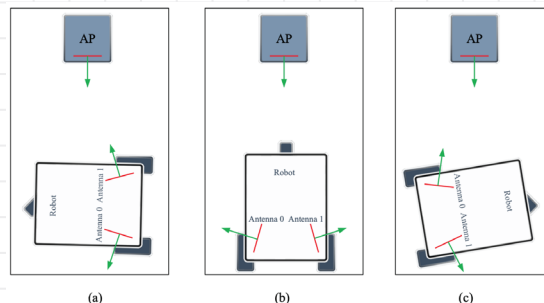 AP
AP
AP
Robot
Antenna 0
Antenna 1
Robot
Antenna 0 Antenna 1
Robot
Antenna 0
Antenna 1
(a)
(b)
(c)